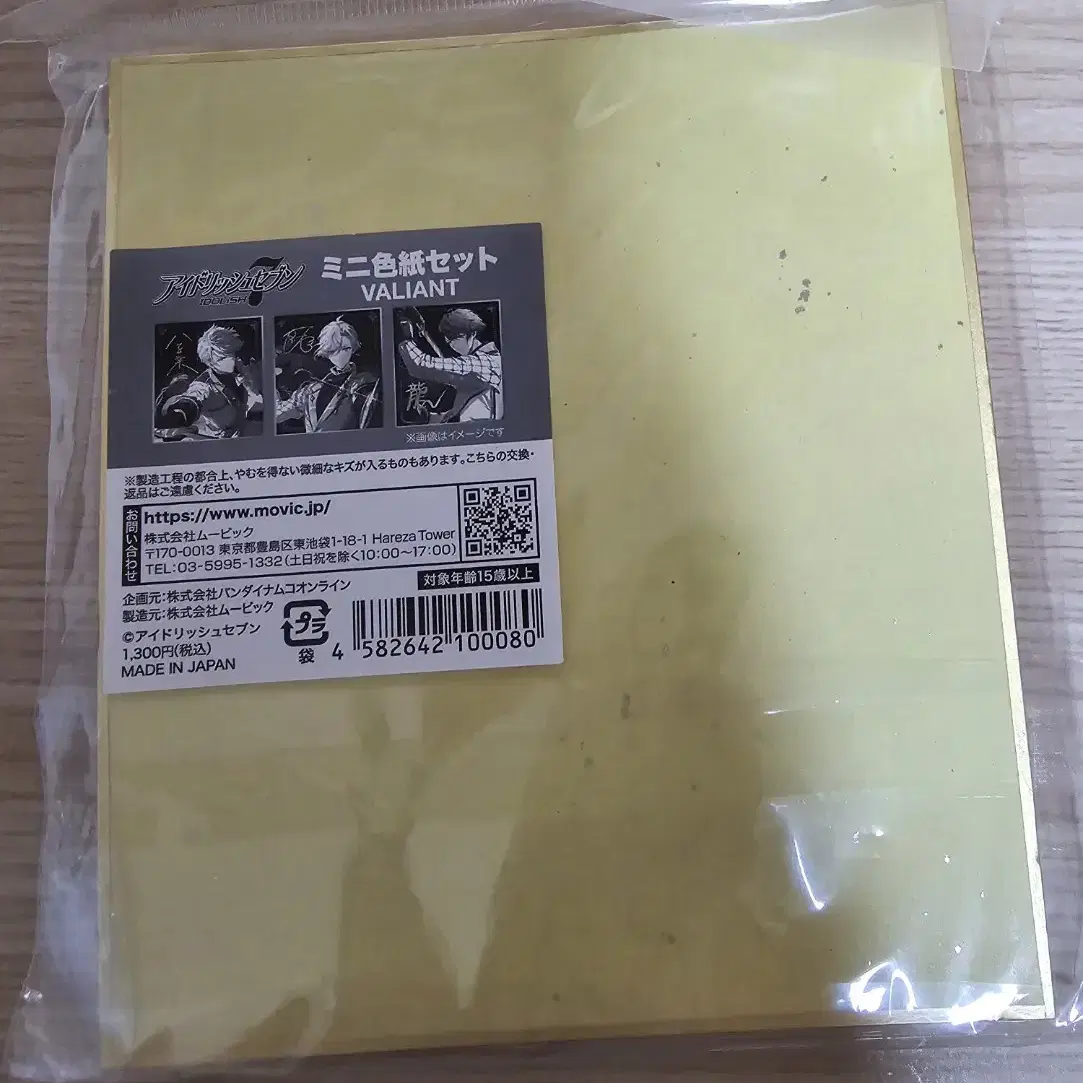 アイドリッシュセブン
IDOLiSH7
ミニ色紙セット
VALIANT
龍
※画像はイメージです
※製造工程の都合上、やむを得ない微細なキズが入るものもあります。こちらの交換・
返品はご遠慮ください。
お問い合わせ
https://www.movic.jp/
株式会社ムービック
〒170-0013 東京都豊島区東池袋1-18-1 Hareza Tower
TEL:03-5995-1332(土日祝を除く10:00〜17:00)
対象年齢15歳以上
企画元:株式会社バンダイナムコオンライン
製造元:株式会社ムービック
©アイドリッシュセブン
1,300円(税込)
MADE IN JAPAN
プラ
袋
4 582642 100080